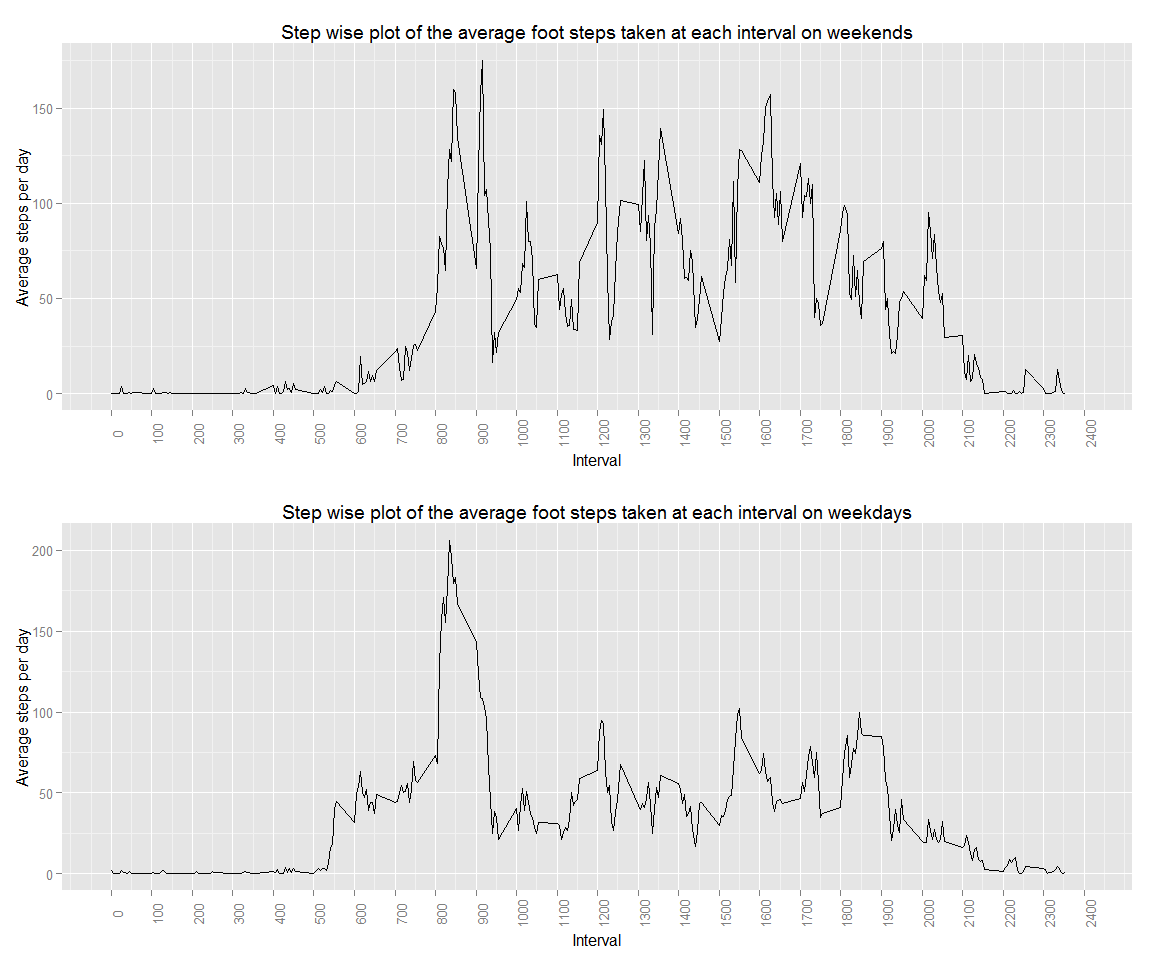 Step wise plot of the average foot steps taken at each interval on weekends
Average steps per day
150
100
50
0
0 100 200 300 400 500 600 700 800 900 1000 1100 1200 1300 1400 1500 1600 1700 1800 1900 2000 2100 2200 2300 2400
Interval
Step wise plot of the average foot steps taken at each interval on weekdays
Average steps per day
200
150
100
50
0
0 100 200 300 400 500 600 700 800 900 1000 1100 1200 1300 1400 1500 1600 1700 1800 1900 2000 2100 2200 2300 2400
Interval